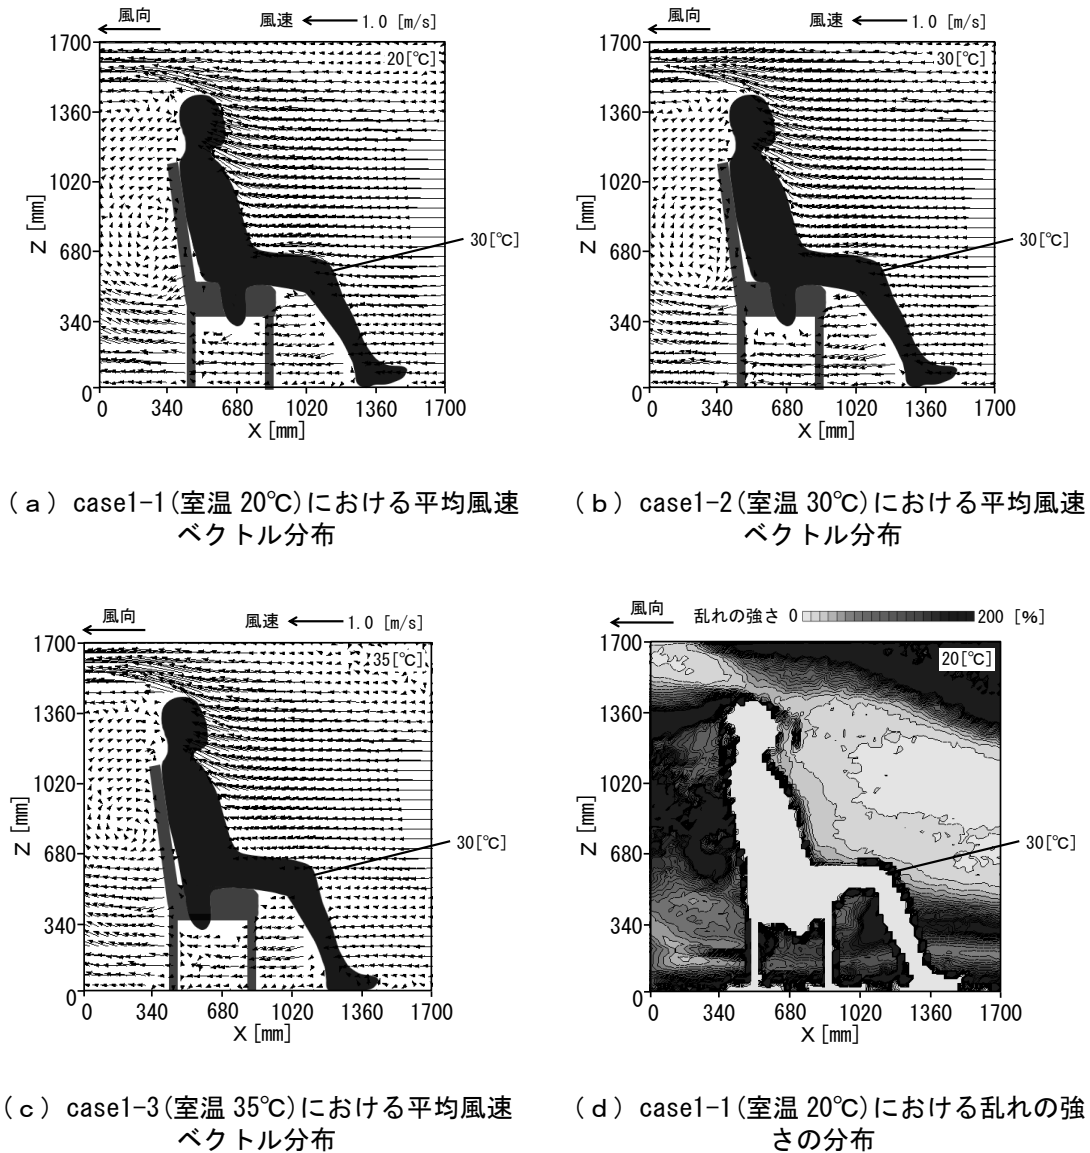 風向
風速 1.0 [m/s]
20[℃]
1700
1360
1020
680
340
0
Z [mm]
30[℃]
0 340 680 1020 1360 1700
X [mm]
(a) case1-1(室温 20℃)における平均風速
ベクトル分布
風向
風速 1.0 [m/s]
30[℃]
1700
1360
1020
680
340
0
Z [mm]
30[℃]
0 340 680 1020 1360 1700
X [mm]
(b) case1-2(室温 30℃)における平均風速
ベクトル分布
風向
風速 1.0 [m/s]
35[℃]
1700
1360
1020
680
340
0
Z [mm]
30[℃]
0 340 680 1020 1360 1700
X [mm]
(c) case1-3(室温 35℃)における平均風速
ベクトル分布
風向
乱れの強さ 0 200 [%]
20[℃]
1700
1360
1020
680
340
0
Z [mm]
30[℃]
0 340 680 1020 1360 1700
X [mm]
(d) case1-1(室温 20℃)における乱れの強
さの分布